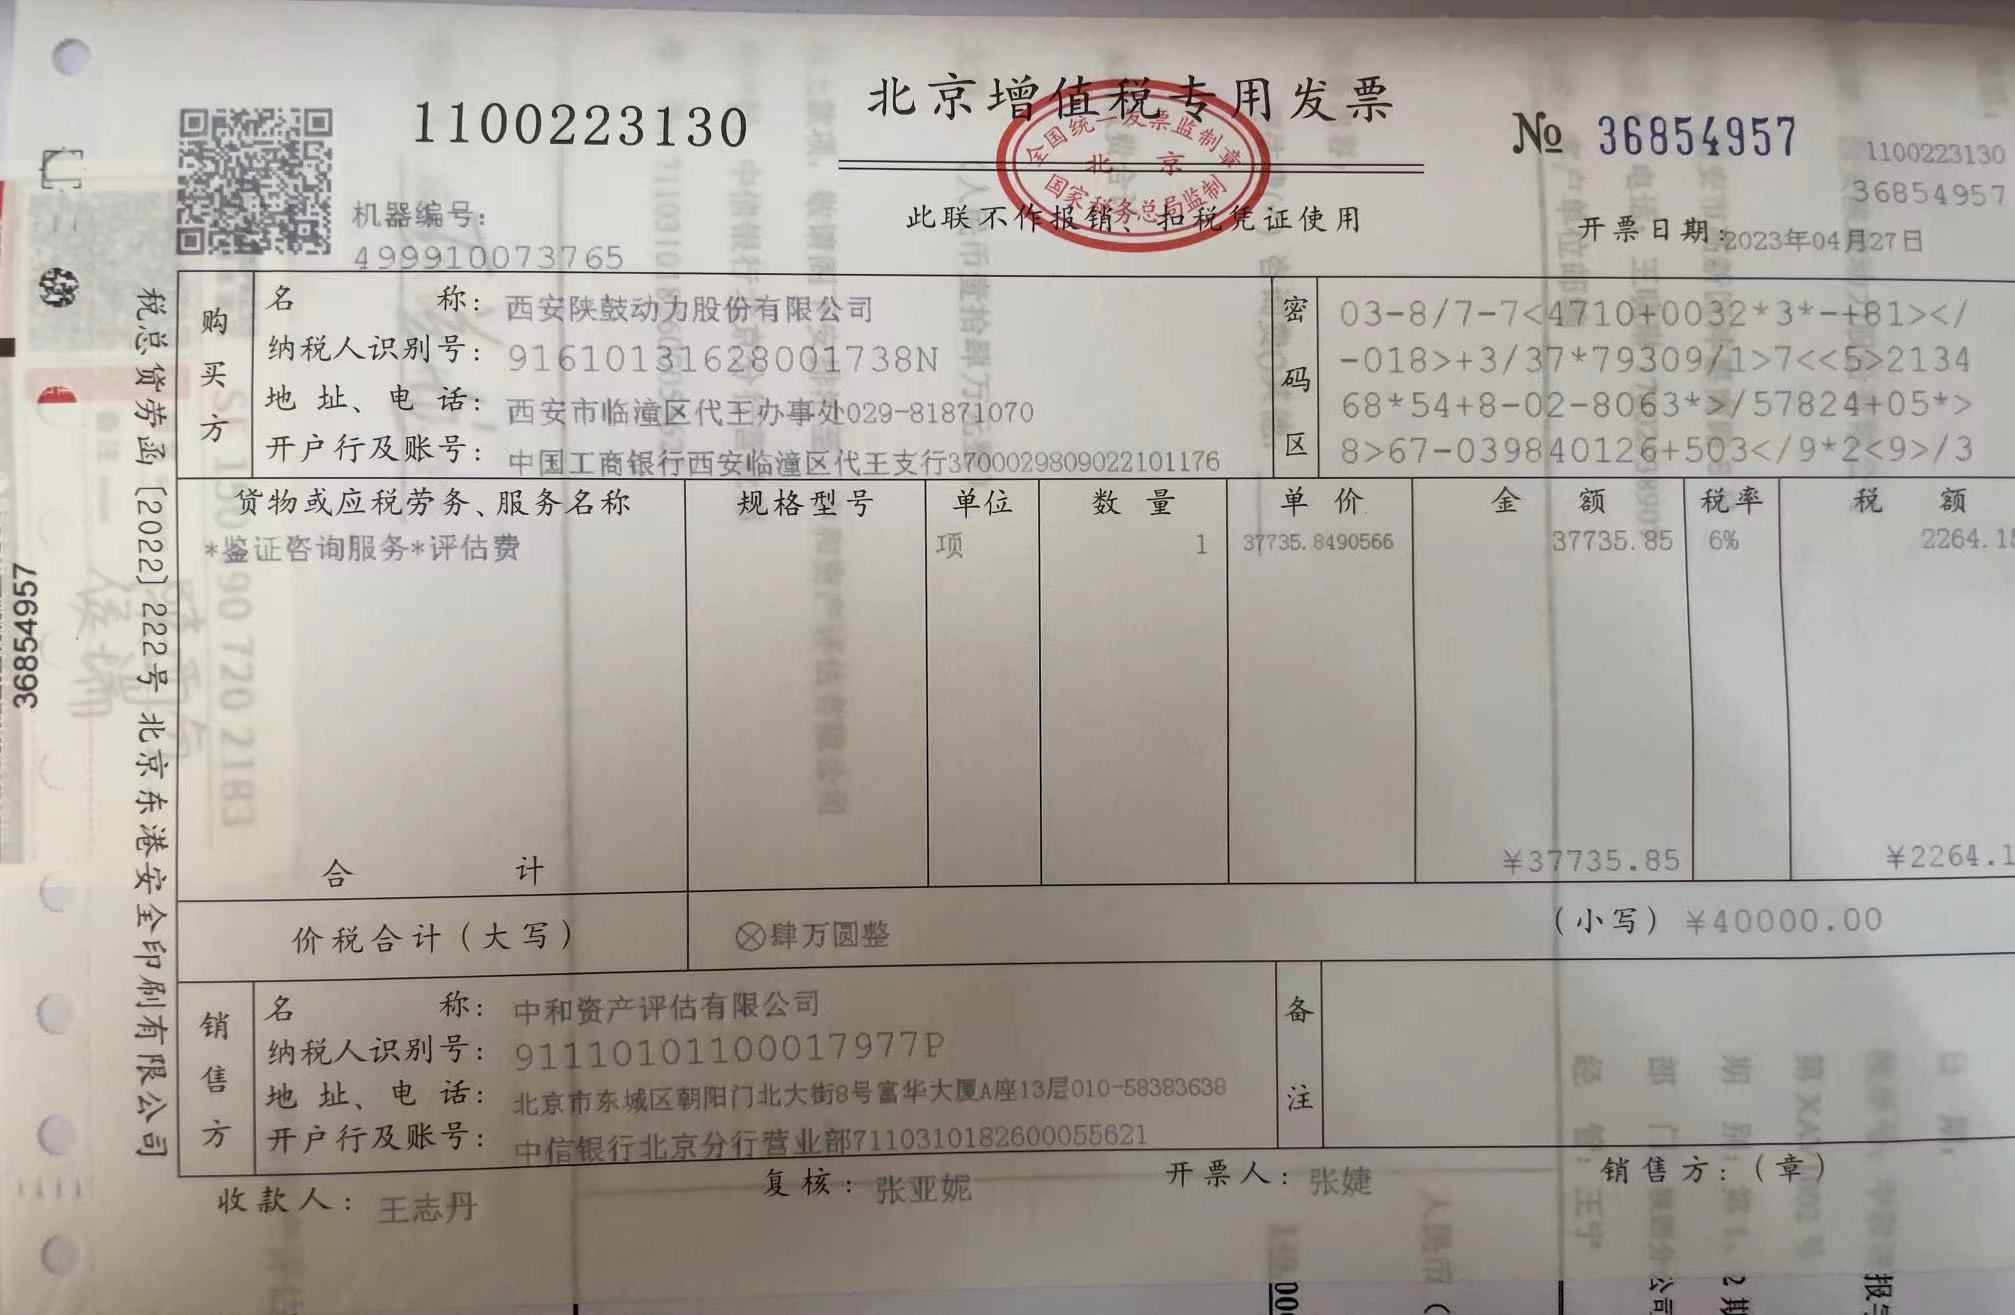 北京增值税专用发票
1100223130
№ 36854957
1100223130
36854957
全国统一发票监制章
北京
国家税务总局监制
机器编号:
499910073765
此联不作报销、扣税凭证使用
开票日期: 2023年04月27日
购买方
名称: 西安陕鼓动力股份有限公司
纳税人识别号: 91610131628001738N
地址、电话: 西安市临潼区代王办事处029-81871070
开户行及账号: 中国工商银行西安临潼区代王支行3700029809022101176
密码区
03-8/7-7<4710+0032*3*-+81></
-018>+3/37*79309/1>7<<5>2134
68*54+8-02-8063*>/57824+05*>
8>67-039840126+503</9*2<9>/3
货物或应税劳务、服务名称 规格型号 单位 数量 单价 金额 税率 税额
*鉴证咨询服务*评估费 项 1 37735.8490566 37735.85 6% 2264.15
合计 ¥37735.85 ¥2264.1
价税合计(大写) ⊗肆万圆整 (小写) ¥40000.00
销售方
名称: 中和资产评估有限公司
纳税人识别号: 91110101100017977P
地址、电话: 北京市东城区朝阳门北大街8号富华大厦A座13层010-58383638
开户行及账号: 中信银行北京分行营业部7110310182600055621
备注
收款人: 王志丹 复核: 张亚妮 开票人: 张婕 销售方:(章)
税总货劳函〔2022〕222号 北京东港安全印刷有限公司
36854957